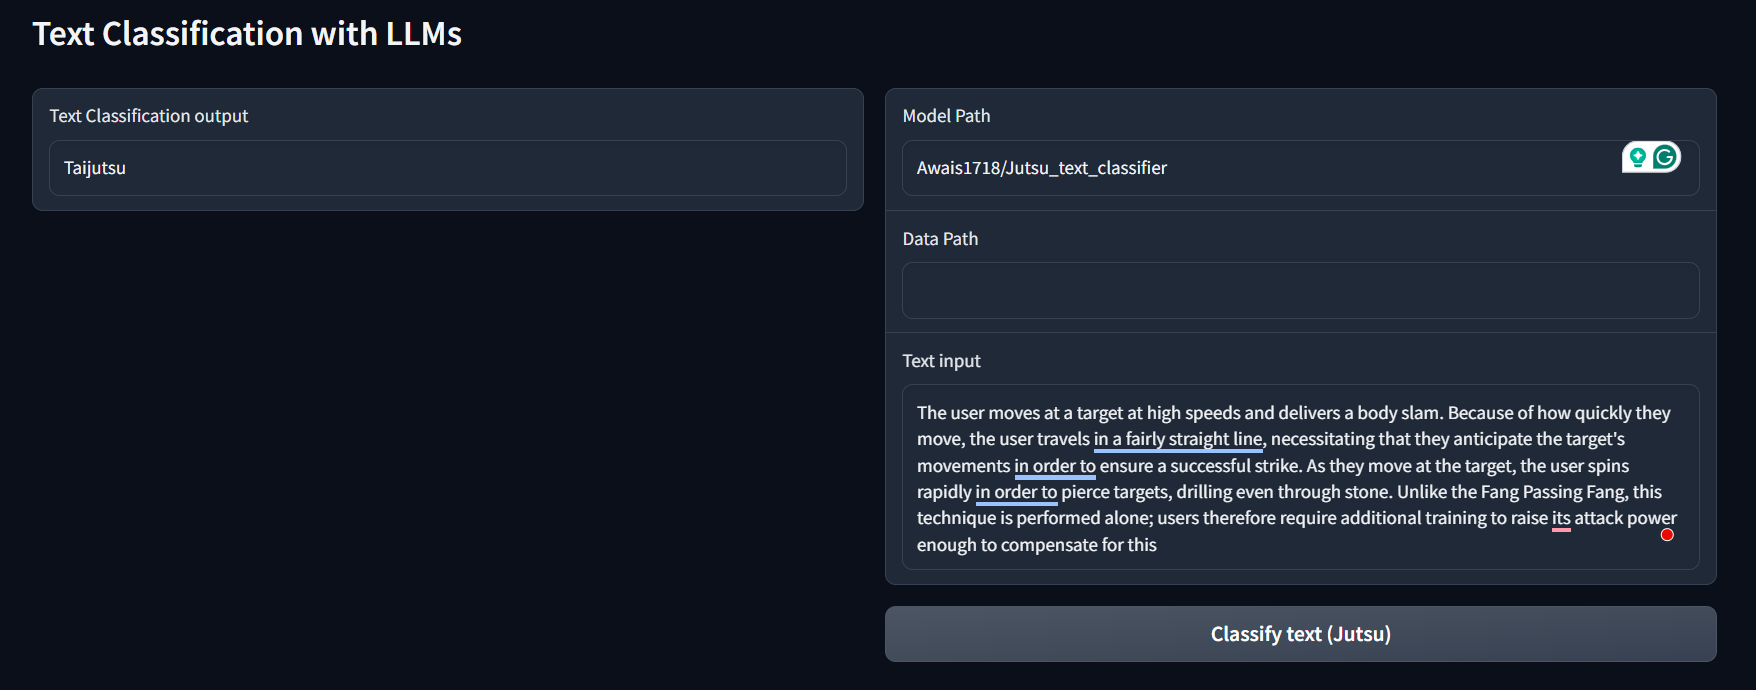 Text Classification with LLMs
Text Classification output
Taijutsu
Model Path
Awais1718/Jutsu_text_classifier
Data Path
Text input
The user moves at a target at high speeds and delivers a body slam. Because of how quickly they
move, the user travels in a fairly straight line, necessitating that they anticipate the target's
movements in order to ensure a successful strike. As they move at the target, the user spins
rapidly in order to pierce targets, drilling even through stone. Unlike the Fang Passing Fang, this
technique is performed alone; users therefore require additional training to raise its attack power
enough to compensate for this
Classify text (Jutsu)